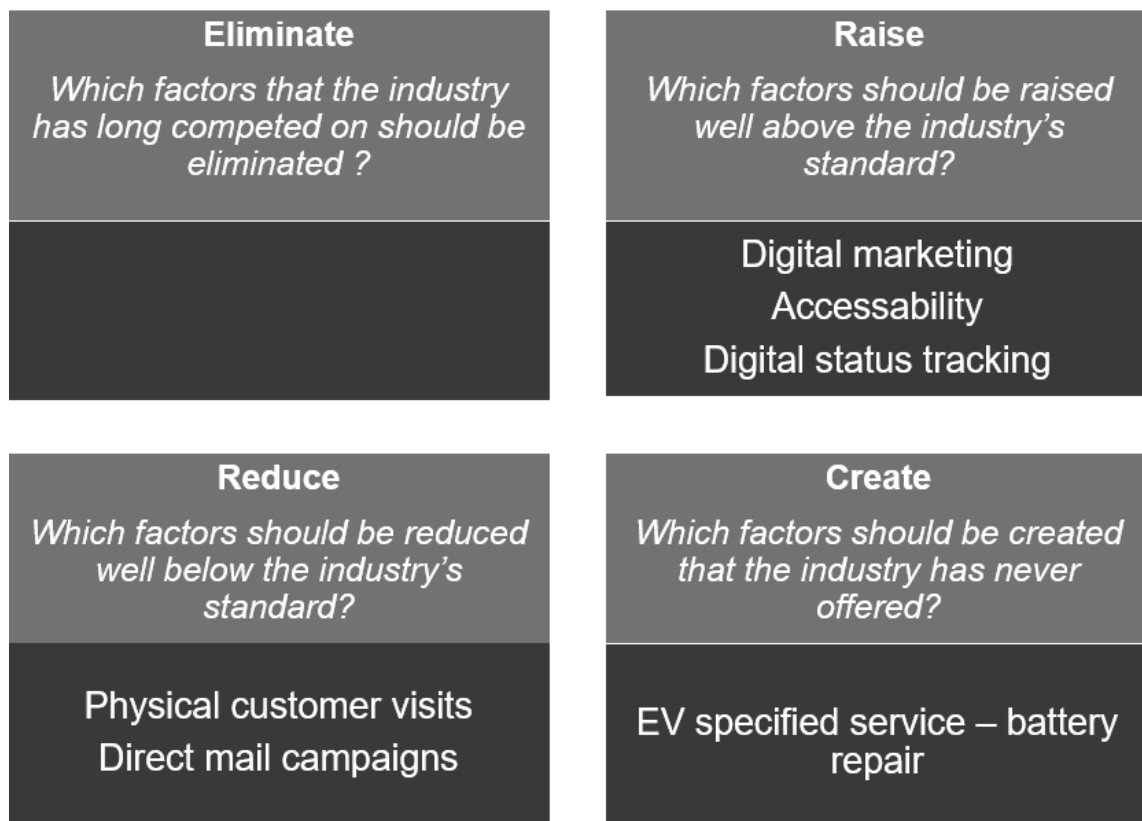 Eliminate
Which factors that the industry
has long competed on should be
eliminated ?
Raise
Which factors should be raised
well above the industry’s
standard?
Digital marketing
Accessability
Digital status tracking
Reduce
Which factors should be reduced
well below the industry’s
standard?
Physical customer visits
Direct mail campaigns
Create
Which factors should be created
that the industry has never
offered?
EV specified service – battery
repair